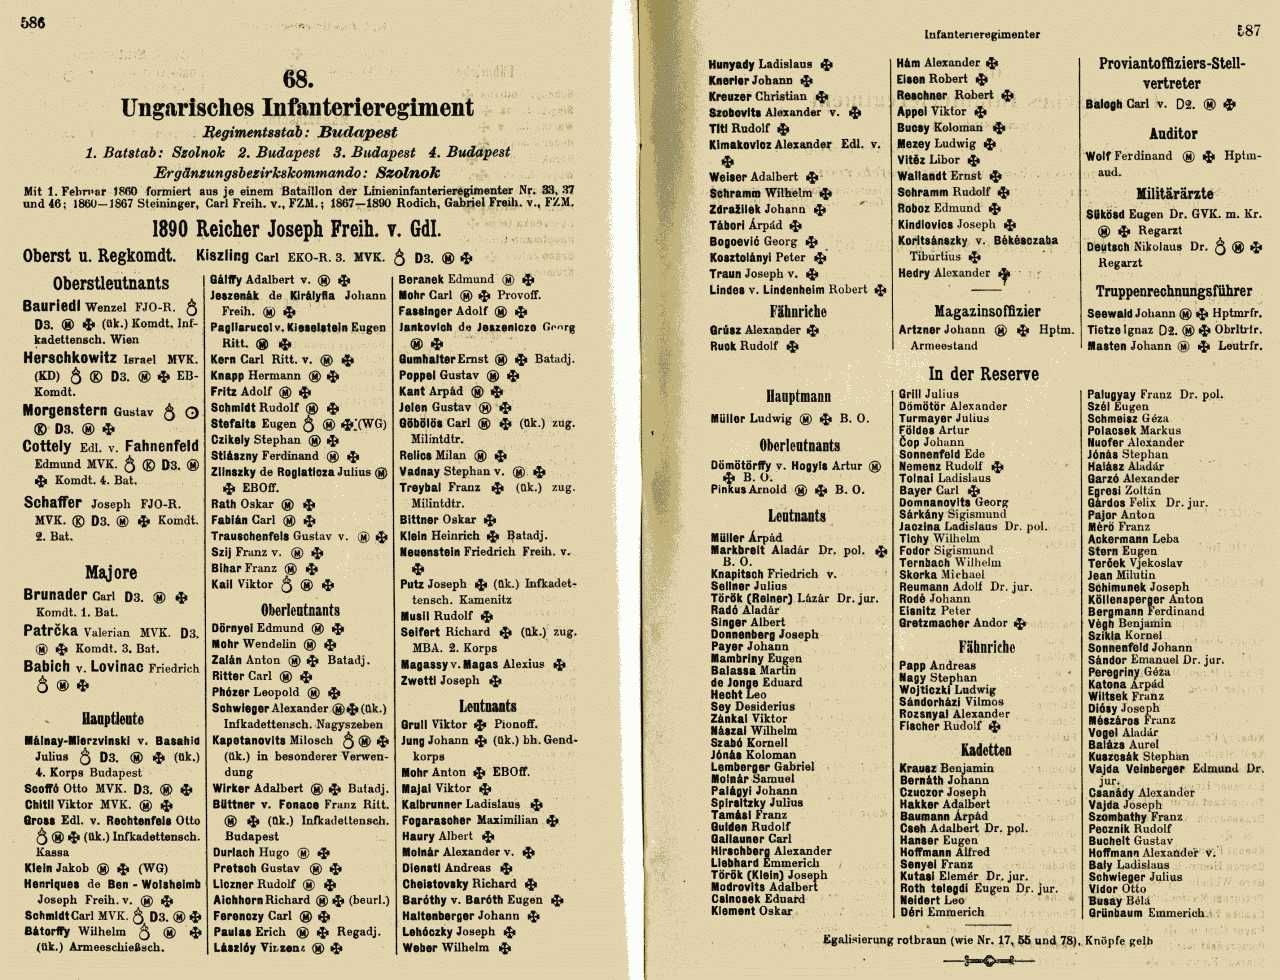 586
68.
Ungarisches Infanterieregiment
Regimentsstab: Budapest
1. Batstab: Szolnok 2. Budapest 3. Budapest 4. Budapest
Ergänzungsbezirkskommando: Szolnok
Mit 1. Februar 1860 formiert aus je einem Bataillon der Linieninfanterieregimenter Nr. 33, 37
und 46; 1860—1867 Steininger, Carl Freih. v., FZM.; 1867—1890 Rodich, Gabriel Freih. v., FZM.
1890 Reicher Joseph Freih. v. GdI.
Oberst u. Regkomdt. Kiszling Carl EKO-R. 3. MVK. D3. Ⓜ ✠
Oberstleutnants
Bauriedl Wenzel FJO-R.
D3. Ⓜ ✠ (ük.) Komdt. Inf-
kadettensch. Wien
Herschkowitz Israel MVK.
(KD) Ⓚ D3. Ⓜ ✠ EB-
Komdt.
Morgenstern Gustav
Ⓚ D3. Ⓜ ✠
Cottely Edl. v. Fahnenfeld
Edmund MVK. Ⓚ D3. Ⓜ
✠ Komdt. 4. Bat.
Schaffer Joseph FJO-R.
MVK. Ⓚ D3. Ⓜ ✠ Komdt.
2. Bat.
Majore
Brunader Carl D3. Ⓜ ✠
Komdt. 1. Bat.
Patrčka Valerian MVK. D3.
Ⓜ ✠ Komdt. 3. Bat.
Babich v. Lovinac Friedrich
Ⓜ ✠
Hauptleute
Málnay-Mierzvinski v. Basahid
Julius D3. Ⓜ ✠ (ük.)
4. Korps Budapest
Scoffó Otto MVK. D3. Ⓜ ✠
Chitil Viktor MVK. Ⓜ ✠
Gross Edl. v. Rechtenfels Otto
Ⓜ ✠ (ük.) Infkadettensch.
Kassa
Klein Jakob Ⓜ ✠ (WG)
Henriques de Ben-Wolsheimb
Joseph Freih. v. Ⓜ ✠
Schmidt Carl MVK. D3. Ⓜ ✠
Bátorffy Wilhelm Ⓜ ✠
(ük.) Armeeschießsch.
Gálffy Adalbert v. Ⓜ ✠
Jeszenák de Királyfia Johann
Freih. Ⓜ ✠
Pagliarucci v. Kieselstein Eugen
Ritt. Ⓜ ✠
Kern Carl Ritt. v. Ⓜ ✠
Knapp Hermann Ⓜ ✠
Fritz Adolf Ⓜ ✠
Schmidt Rudolf Ⓜ ✠
Stefaits Eugen Ⓜ ✠ (WG)
Czikely Stephan Ⓜ ✠
Stiászny Ferdinand Ⓜ ✠
Zlinszky de Rogiaticza Julius Ⓜ
✠ EBOff.
Rath Oskar Ⓜ ✠
Fabián Carl Ⓜ ✠
Trauschenfels Gustav v. Ⓜ ✠
Szij Franz v. Ⓜ ✠
Bihar Franz Ⓜ ✠
Kail Viktor Ⓜ ✠
Oberleutnants
Dörnyei Edmund Ⓜ ✠
Mohr Wendelin Ⓜ ✠
Zalán Anton Ⓜ ✠ Batadj.
Ritter Carl Ⓜ ✠
Phézer Leopold Ⓜ ✠
Schwieger Alexander Ⓜ ✠ (ük.)
Infkadettensch. Nagyszeben
Kapetanovits Milosch Ⓜ ✠
(ük.) in besonderer Verwen-
dung
Wirker Adalbert Ⓜ ✠ Batadj.
Büttner v. Fonace Franz Ritt.
Ⓜ ✠ (ük.) Infkadettensch.
Budapest
Durlach Hugo Ⓜ ✠
Pretsch Gustav Ⓜ ✠
Liczner Rudolf Ⓜ ✠
Aichhorn Richard Ⓜ ✠ (beurl.)
Ferenczy Carl Ⓜ ✠
Paulas Erich Ⓜ ✠ Regadj.
Lászlóy Vinzenz Ⓜ ✠
Beranek Edmund Ⓜ ✠
Mohr Carl Ⓜ ✠ Provoff.
Fassinger Adolf Ⓜ ✠
Jankovich de Jeszenicze Georg
Ⓜ ✠
Gumhalter Ernst Ⓜ ✠ Batadj.
Poppel Gustav Ⓜ ✠
Kant Arpád Ⓜ ✠
Jelen Gustav Ⓜ ✠
Göbölös Carl Ⓜ ✠ (ük.) zug.
Milintdtr.
Relics Milan Ⓜ ✠
Vadnay Stephan v. Ⓜ ✠
Treybal Franz ✠ (ük.) zug.
Milintdtr.
Bittner Oskar ✠
Klein Heinrich ✠ Batadj.
Neuenstein Friedrich Freih. v.
✠
Putz Joseph ✠ (ük.) Infkadet-
tensch. Kamenitz
Musil Rudolf ✠
Seifert Richard ✠ (ük.) zug.
MBA. 2. Korps
Magassy v. Magas Alexius ✠
Zwetti Joseph ✠
Leutnants
Grull Viktor ✠ Pionoff.
Jung Johann ✠ (ük.) bh. Gend-
korps
Mohr Anton ✠ EBOff.
Majal Viktor ✠
Kalbrunner Ladislaus ✠
Fogarascher Maximilian ✠
Haury Albert ✠
Molnár Alexander v. ✠
Dienstl Andreas ✠
Cheistovsky Richard ✠
Baróthy v. Baróth Eugen ✠
Haltenberger Johann ✠
Lehóczky Joseph ✠
Weber Wilhelm ✠
Infanterieregimenter
587
Hunyady Ladislaus ✠
Knerler Johann ✠
Kreuzer Christian ✠
Szobovits Alexander v. ✠
Titl Rudolf ✠
Klmakovicz Alexander Edl. v.
✠
Weiser Adalbert ✠
Schramm Wilhelm ✠
Zdražilek Johann ✠
Tábori Árpád ✠
Bogoević Georg ✠
Kosztolányi Peter ✠
Traun Joseph v. ✠
Lindes v. Lindenheim Robert ✠
Fähnriche
Grúsz Alexander ✠
Ruck Rudolf ✠
Hám Alexander ✠
Eisen Robert ✠
Reschner Robert ✠
Appel Viktor ✠
Bucsy Koloman ✠
Mezey Ludwig ✠
Vitéz Libor ✠
Wallandt Ernst ✠
Schramm Rudolf ✠
Roboz Edmund ✠
Kindlovics Joseph ✠
Koritsánszky v. Békésczaba
Tiburtius ✠
Hedry Alexander ✠
Magazinsoffizier
Artzner Johann Ⓜ ✠ Hptm.
Armeestand
Proviantoffiziers-Stell-
vertreter
Balogh Carl v. D2. Ⓜ ✠
Auditor
Wolf Ferdinand Ⓜ ✠ Hptm-
aud.
Militärärzte
Sükösd Eugen Dr. GVK. m. Kr.
Ⓜ ✠ Regarzt
Deutsch Nikolaus Dr. Ⓜ ✠
Regarzt
Truppenrechnungsführer
Seewald Johann Ⓜ ✠ Hptmrfr.
Tietze Ignaz D2. Ⓜ ✠ Obrltrfr.
Masten Johann Ⓜ ✠ Leutrfr.
In der Reserve
Hauptmann
Müller Ludwig Ⓜ ✠ B. O.
Oberleutnants
Dömötörffy v. Hogyis Artur Ⓜ
✠ B. O.
Pinkus Arnold Ⓜ ✠ B. O.
Leutnants
Müller Árpád
Markbreit Aladár Dr. pol. ✠
B. O.
Knapitsch Friedrich v.
Sellner Julius
Török (Reiner) Lázár Dr. jur.
Radó Aladár
Singer Albert
Donnenberg Joseph
Payer Johann
Mambriny Eugen
Balassa Martin
de Jonge Eduard
Hecht Leo
Sey Desiderius
Zánkai Viktor
Nászai Wilhelm
Szabó Kornell
Jónás Koloman
Lemberger Gabriel
Molnár Samuel
Palágyi Johann
Spiraitzky Julius
Tamási Franz
Gulden Rudolf
Gallauner Carl
Hirschberg Alexander
Liebhard Emmerich
Török (Klein) Joseph
Modrovits Adalbert
Csincsek Eduard
Klement Oskar
Grill Julius
Dömötör Alexander
Turmayer Julius
Földes Artur
Čop Johann
Sonnenfeld Ede
Nemenz Rudolf ✠
Tolnai Ladislaus
Bayer Carl ✠
Domnanovits Georg
Sárkány Sigismund
Jaczina Ladislaus Dr. pol.
Tichy Wilhelm
Fodor Sigismund
Ternbach Wilhelm
Skorka Michael
Reumann Adolf Dr. jur.
Rodé Johann
Eisnitz Peter
Gretzmacher Andor ✠
Fähnriche
Papp Andreas
Nagy Stephan
Wojticzki Ludwig
Sándorházi Vilmos
Rozsnyai Alexander
Fischer Rudolf ✠
Kadetten
Krausz Benjamin
Bernáth Johann
Czuczor Joseph
Hakker Adalbert
Baumann Árpád
Cseh Adalbert Dr. pol.
Hanser Eugen
Hoffmann Alfred
Senyei Franz
Kutasi Elemér Dr. jur.
Roth telegdi Eugen Dr. jur.
Neidert Leo
Déri Emmerich
Palugyay Franz Dr. pol.
Szél Eugen
Schmeisz Géza
Polacsek Markus
Nuofer Alexander
Jónás Stephan
Halász Aladár
Garzó Alexander
Egresi Zoltán
Gárdos Felix Dr. jur.
Pajor Anton
Mérő Franz
Ackermann Leba
Stern Eugen
Terček Vjekoslav
Jean Milutin
Schimunek Joseph
Köllensperger Anton
Bergmann Ferdinand
Végh Benjamin
Szikla Kornel
Sonnenfeld Johann
Sándor Emanuel Dr. jur.
Peregriny Géza
Katona Árpád
Wiltsek Franz
Diósy Joseph
Mészáros Franz
Vogel Aladár
Balázs Aurel
Kuszcsák Stephan
Vajda Veinberger Edmund Dr.
jur.
Csanády Alexander
Vajda Joseph
Szombathy Franz
Pecznik Rudolf
Bucheit Gustav
Hoffmann Alexander v.
Baly Ladislaus
Schwieger Julius
Vidor Otto
Busay Béla
Grünbaum Emmerich
Egalisierung rotbraun (wie Nr. 17, 55 und 78), Knöpfe gelb